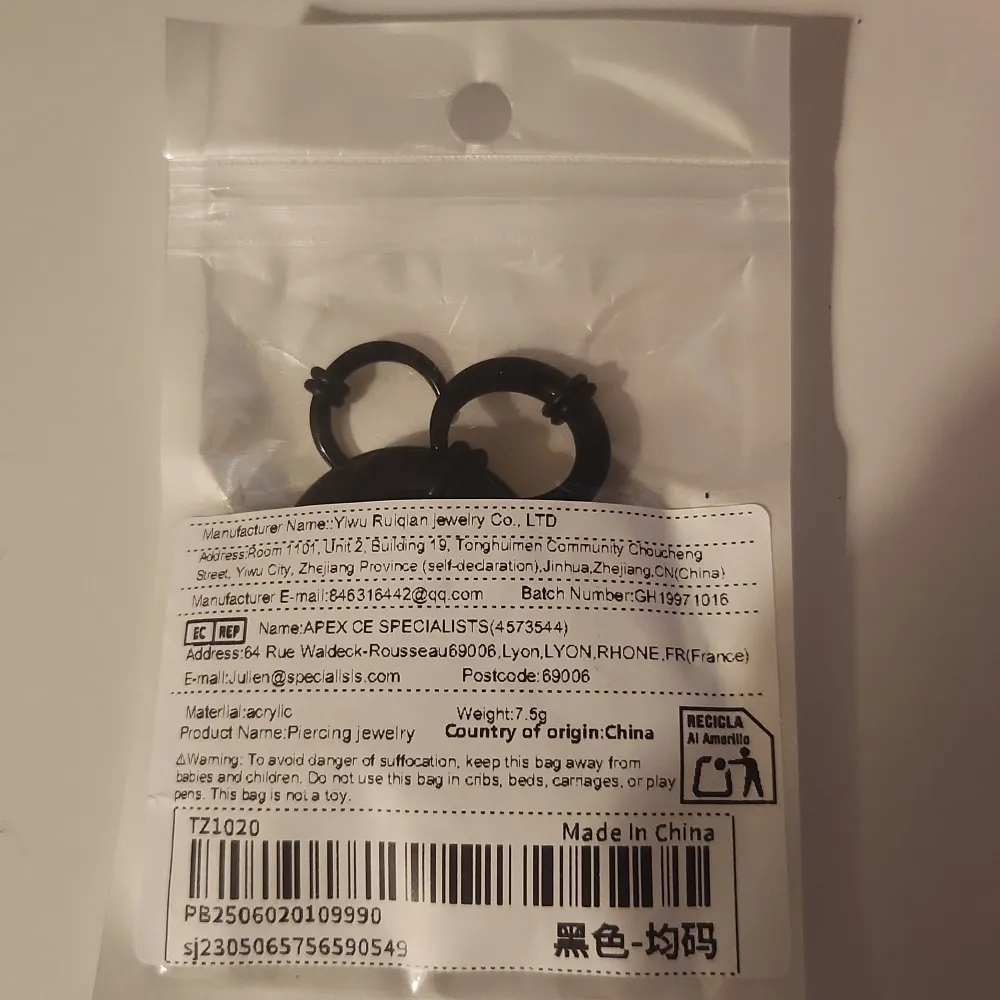 Manufacturer Name::Yiwu Ruiqian jewelry Co., LTD
Address:Room 1101, Unit 2, Building 19, Tonghuimen Community Choucheng
Street, Yiwu City, Zhejiang Province (self-declaration),Jinhua,Zhejiang,CN(China)
Manufacturer E-mail:846316442@qq.com Batch Number:GH19971016
EC REP Name:APEX CE SPECIALISTS(4573544)
Address:64 Rue Waldeck-Rousseau69006,Lyon,LYON,RHONE,FR(France)
E-mail:Julien@specialisis.com Postcode:69006
Materlial:acrylic Weight:7.5g
Product Name:Piercing jewelry Country of origin:China
RECICLA
Al Amarillo
⚠Warning: To avoid danger of suffocation, keep this bag away from
babies and children. Do not use this bag in cribs, beds, carriages, or play
pens. This bag is not a toy.
TZ1020 Made In China
PB2506020109990
sj2305065756590549 黑色-均码